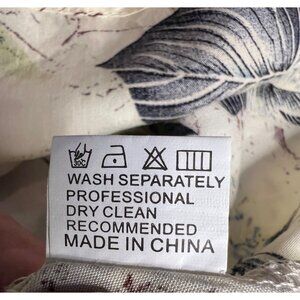 WASH SEPARATELY
PROFESSIONAL
DRY CLEAN
RECOMMENDED
MADE IN CHINA